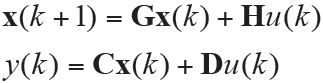 x(k + 1) = Gx(k) + Hu(k)
y(k) = Cx(k) + Du(k)